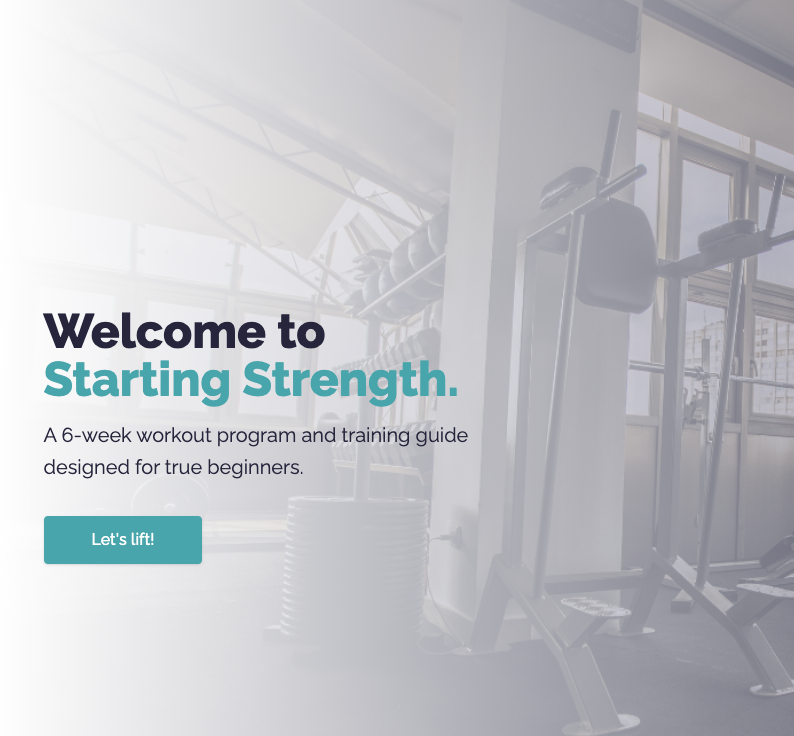 Welcome to
Starting Strength.
A 6-week workout program and training guide
designed for true beginners.
Let's lift!